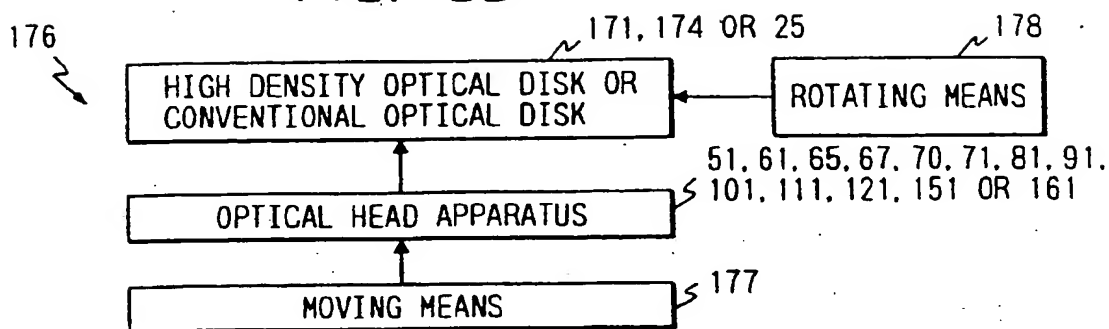 176
171, 174 OR 25
178
HIGH DENSITY OPTICAL DISK OR
CONVENTIONAL OPTICAL DISK
ROTATING MEANS
51, 61, 65, 67, 70, 71, 81, 91,
101, 111, 121, 151 OR 161
OPTICAL HEAD APPARATUS
177
MOVING MEANS